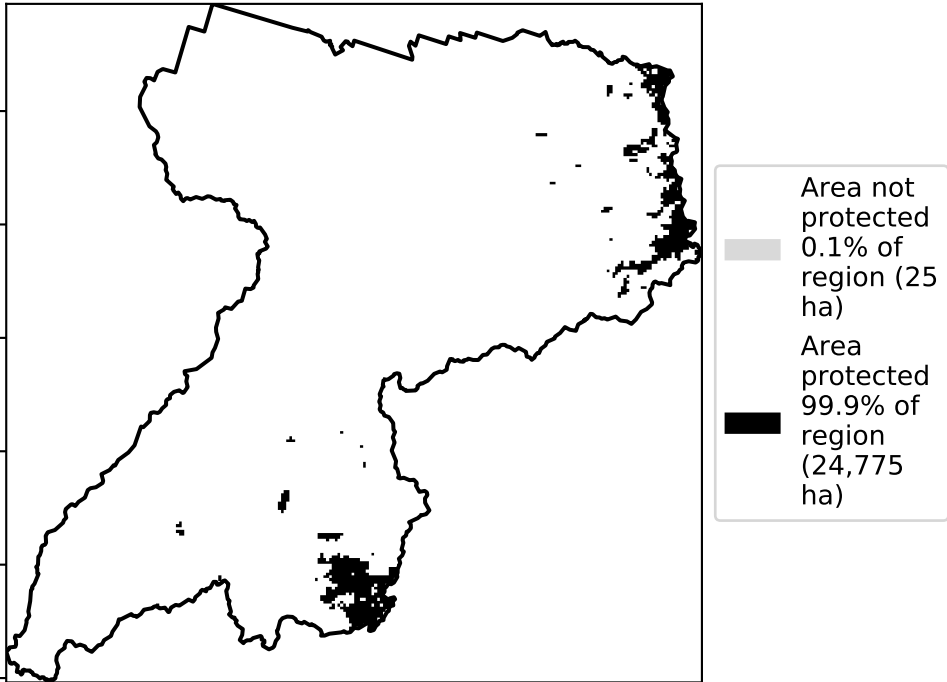 Area not
protected
0.1% of
region (25
ha)
Area
protected
99.9% of
region
(24,775
ha)